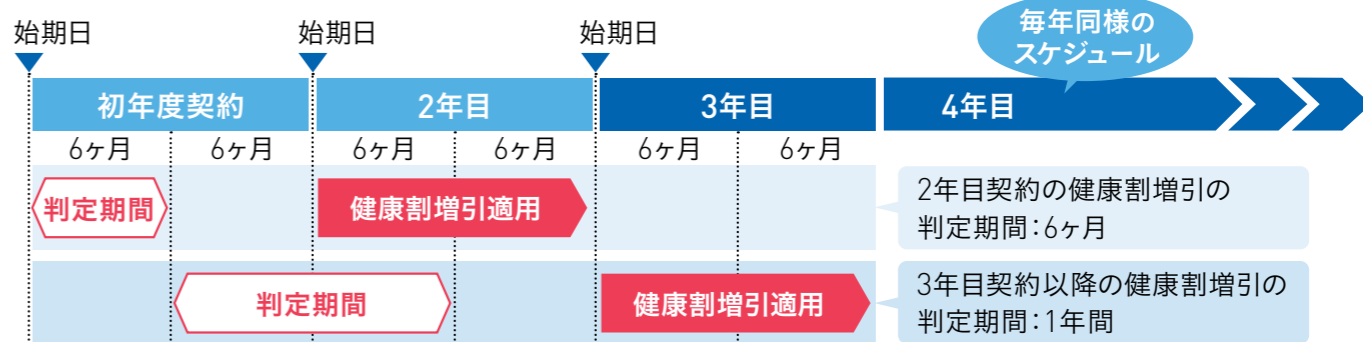 毎年同様の
スケジュール
始期日 始期日 始期日
初年度契約 2年目 3年目 4年目
6ヶ月 6ヶ月 6ヶ月 6ヶ月 6ヶ月 6ヶ月
判定期間 健康割増引適用
2年目契約の健康割増引の
判定期間:6ヶ月
判定期間 健康割増引適用
3年目契約以降の健康割増引の
判定期間:1年間